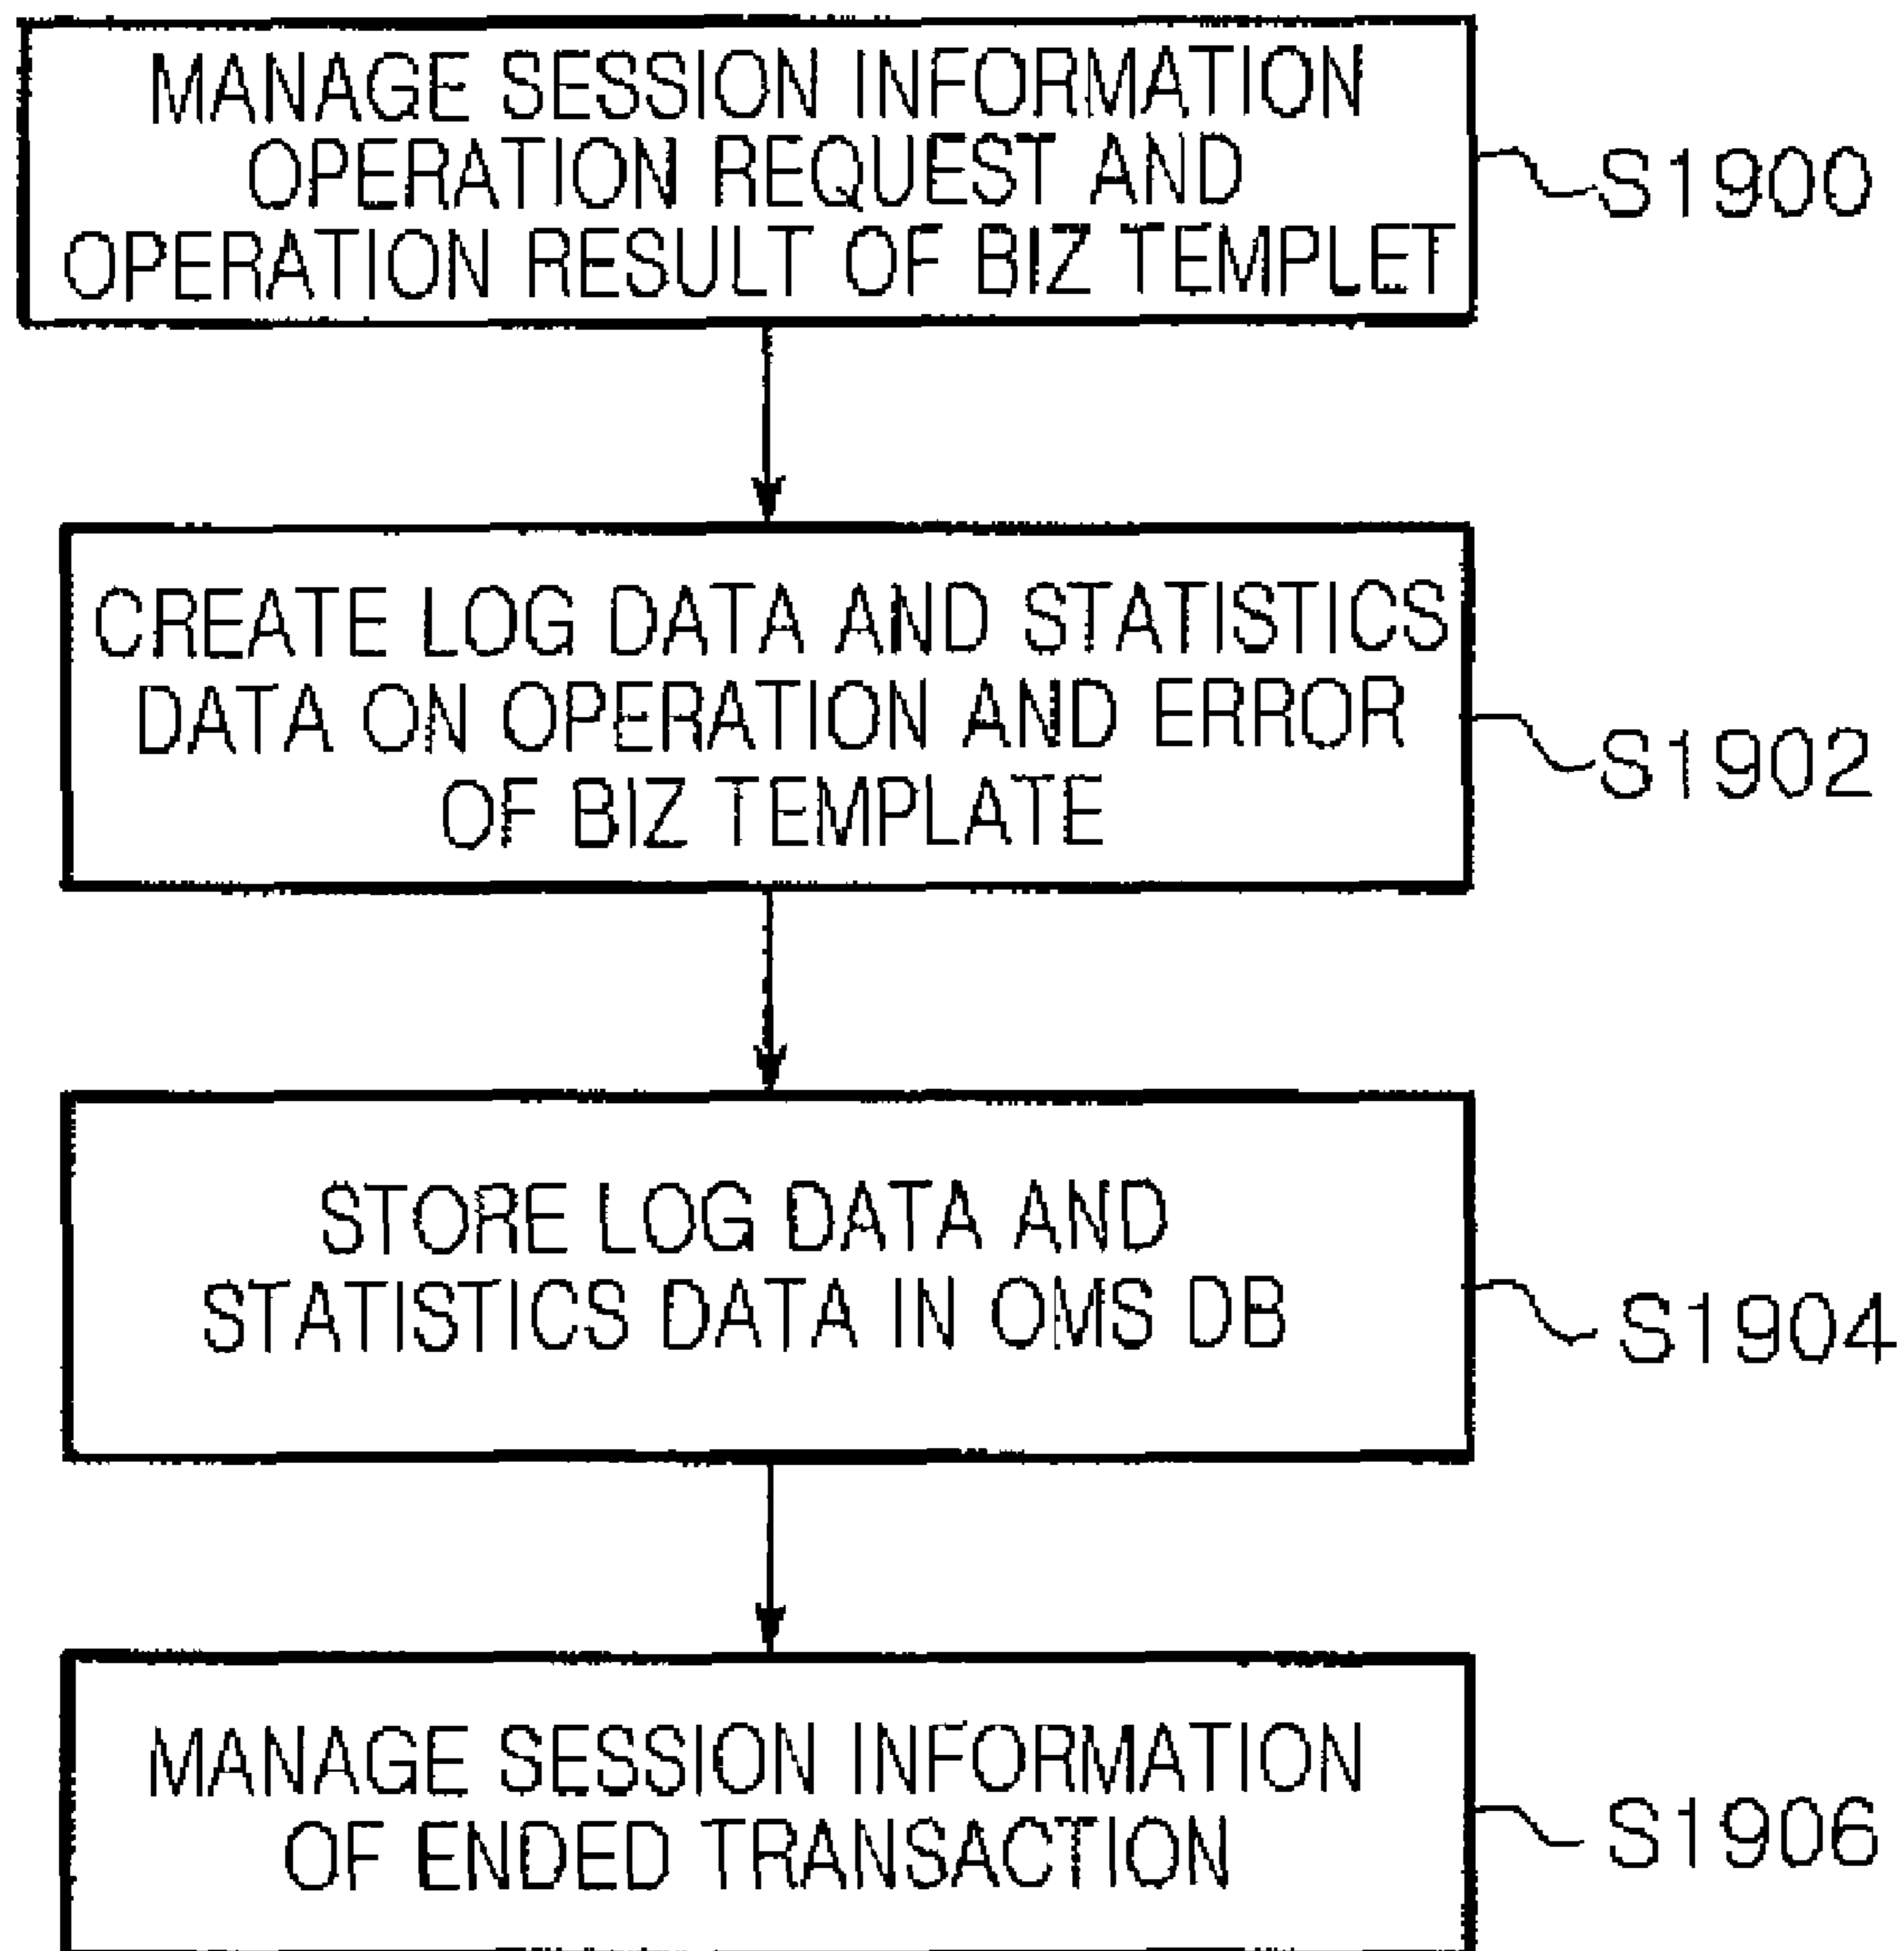 MANAGE SESSION INFORMATION
OPERATION REQUEST AND
OPERATION RESULT OF BIZ TEMPLET
S1900
CREATE LOG DATA AND STATISTICS
DATA ON OPERATION AND ERROR
OF BIZ TEMPLATE
S1902
STORE LOG DATA AND
STATISTICS DATA IN OMS DB
S1904
MANAGE SESSION INFORMATION
OF ENDED TRANSACTION
S1906